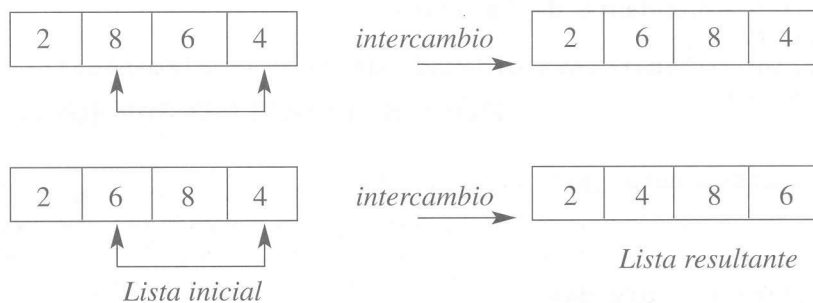 2 8 6 4 intercambio 2 6 8 4
2 6 8 4 intercambio 2 4 8 6
Lista resultante
Lista inicial